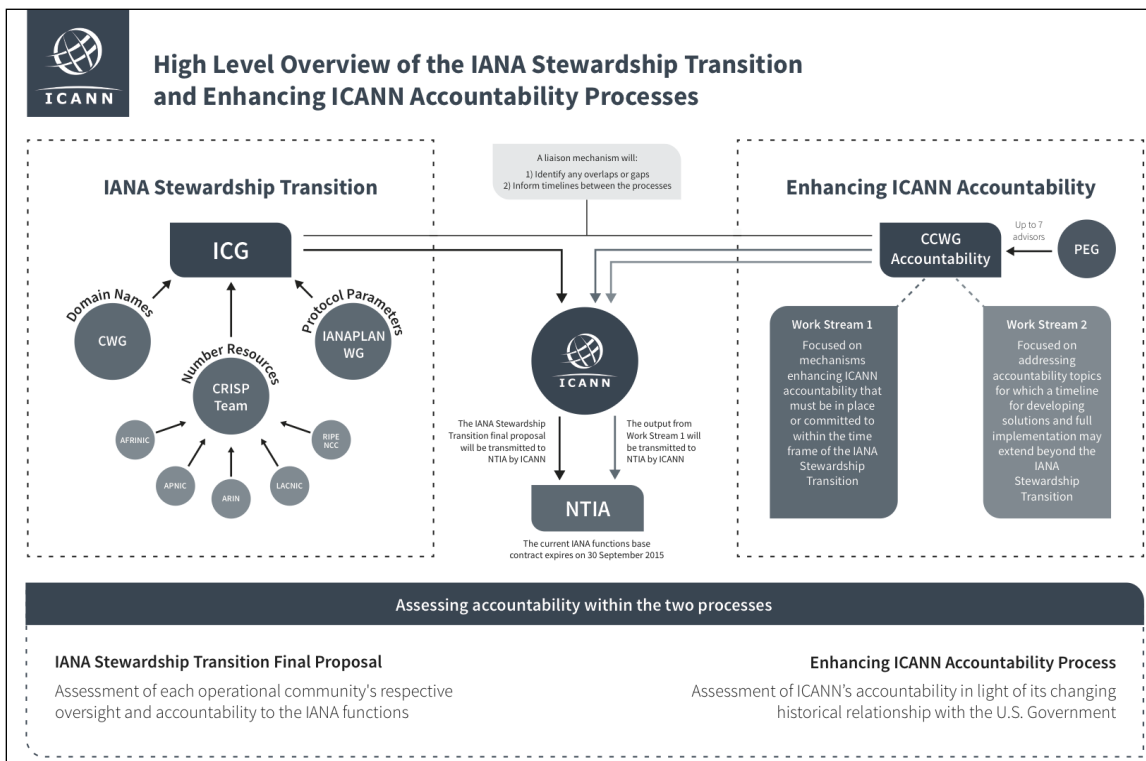 ICANN
High Level Overview of the IANA Stewardship Transition
and Enhancing ICANN Accountability Processes
IANA Stewardship Transition
ICG
Domain Names
CWG
Number Resources
CRISP
Team
Protocol Parameters
IANAPLAN
WG
AFRINIC
APNIC
ARIN
LACNIC
RIPE
NCC
A liaison mechanism will:
1) Identify any overlaps or gaps
2) Inform timelines between the processes
ICANN
The IANA Stewardship
Transition final proposal
will be transmitted to
NTIA by ICANN
The output from
Work Stream 1 will
be transmitted to
NTIA by ICANN
NTIA
The current IANA functions base
contract expires on 30 September 2015
Enhancing ICANN Accountability
CCWG
Accountability
Up to 7
advisors
PEG
Work Stream 1
Focused on
mechanisms
enhancing ICANN
accountability that
must be in place
or committed to
within the time
frame of the IANA
Stewardship
Transition
Work Stream 2
Focused on
addressing
accountability topics
for which a timeline
for developing
solutions and full
implementation may
extend beyond the
IANA
Stewardship
Transition
Assessing accountability within the two processes
IANA Stewardship Transition Final Proposal
Assessment of each operational community's respective
oversight and accountability to the IANA functions
Enhancing ICANN Accountability Process
Assessment of ICANN’s accountability in light of its changing
historical relationship with the U.S. Government